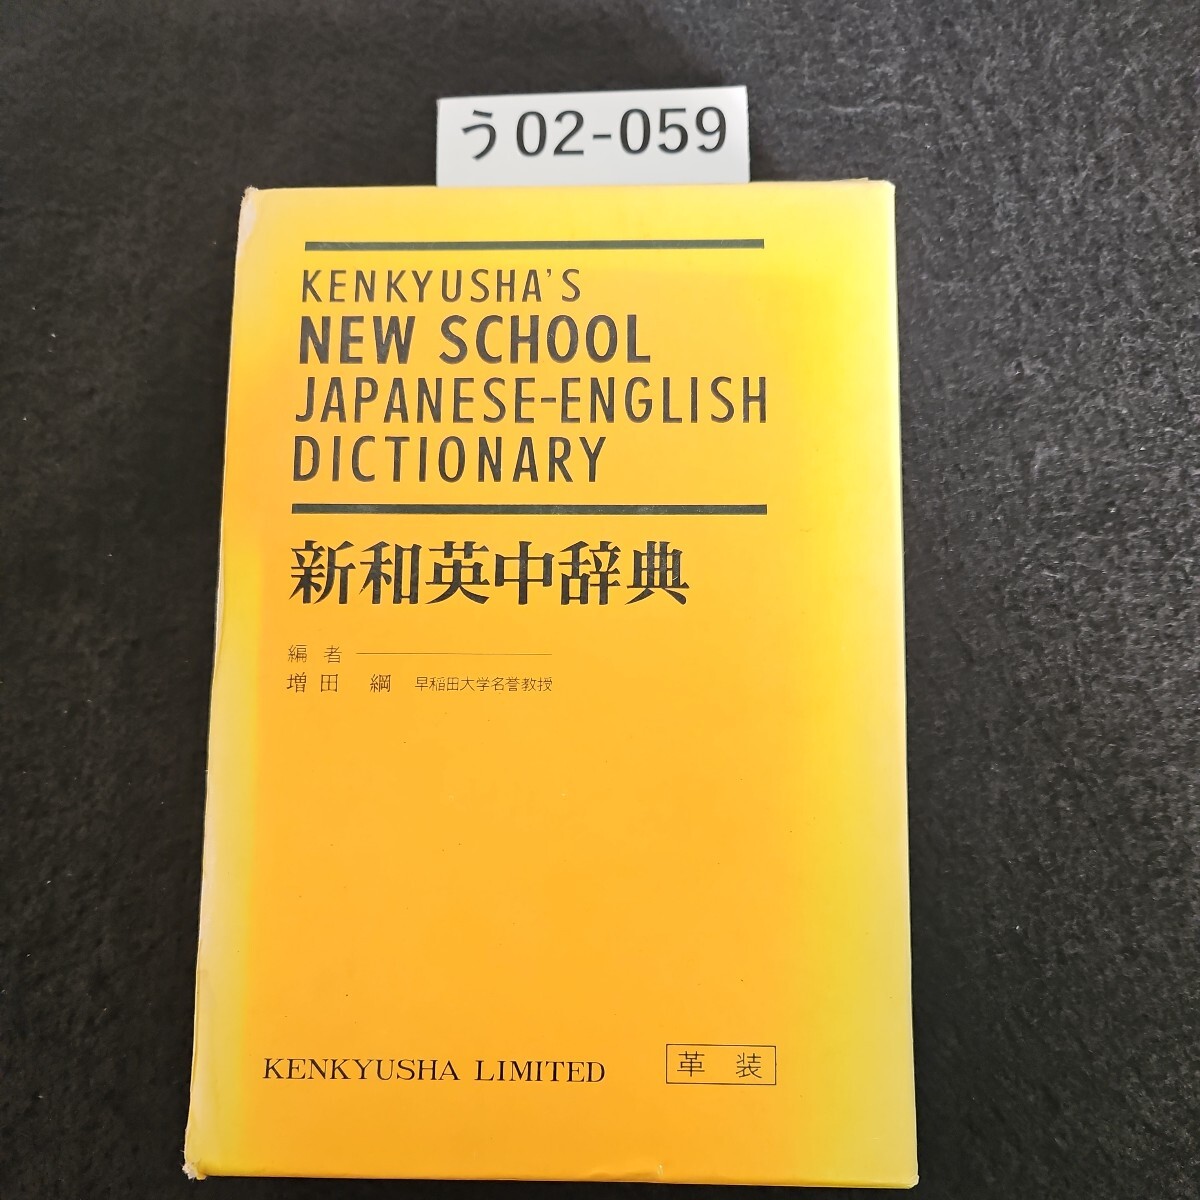 う02-059
KENKYUSHA'S
NEW SCHOOL
JAPANESE-ENGLISH
DICTIONARY
新和英中辞典
編者
増田 綱 早稲田大学名誉教授
KENKYUSHA LIMITED
革装